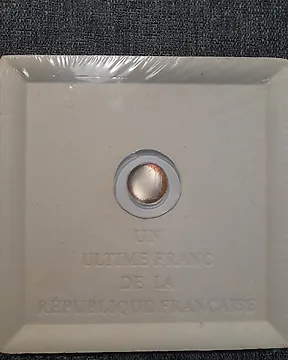 UN
ULTIME FRANC
DE LA
RÉPUBLIQUE FRANÇAISE